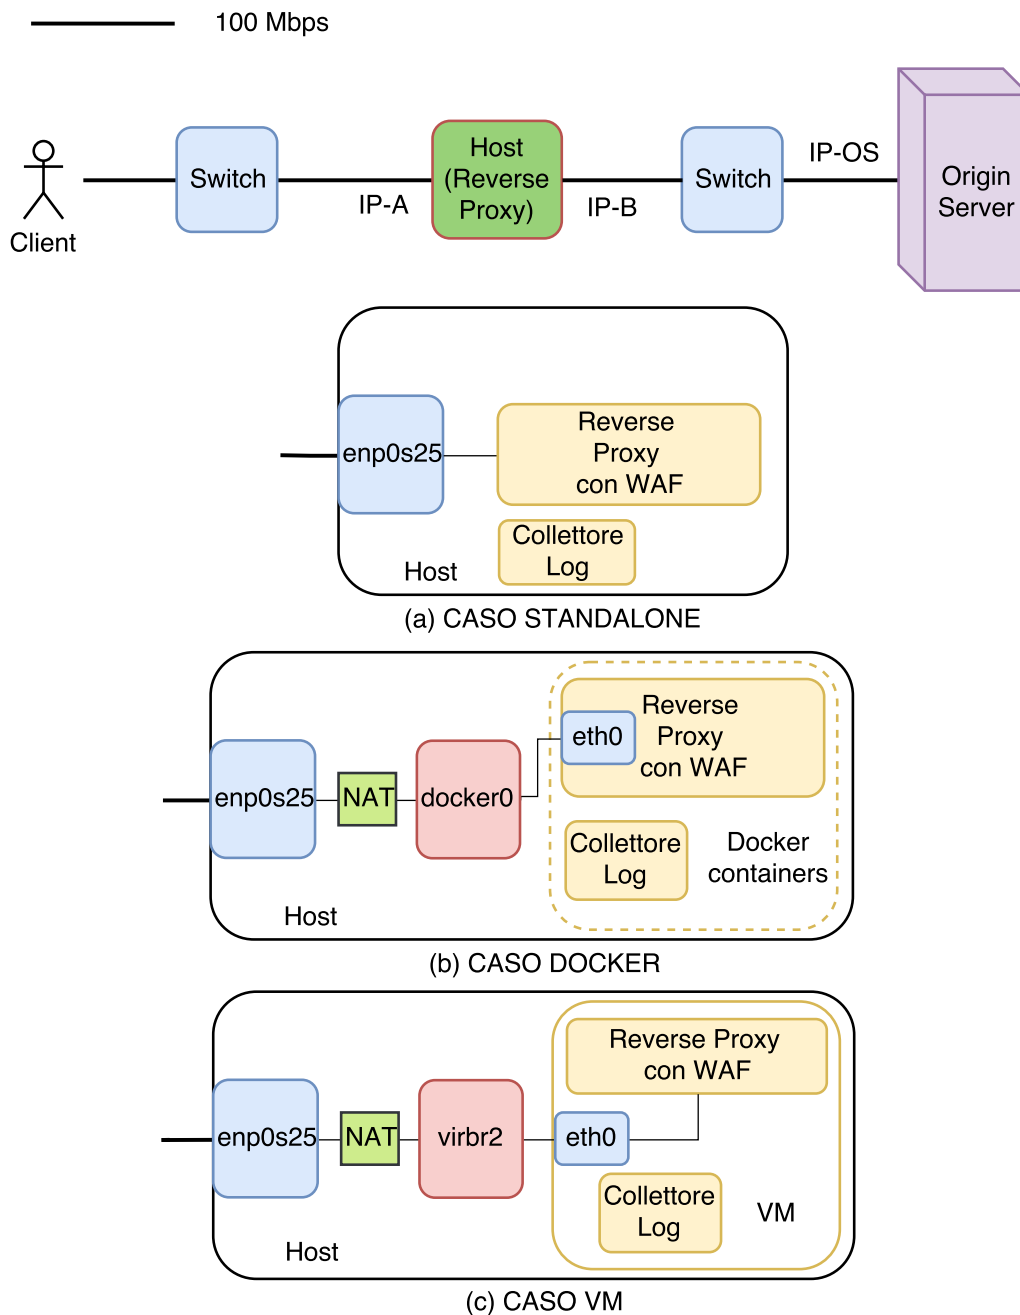 100 Mbps
Client
Switch
IP-A
Host
(Reverse
Proxy)
IP-B
Switch
IP-OS
Origin
Server
enp0s25
Reverse
Proxy
con WAF
Collettore
Log
Host
(a) CASO STANDALONE
enp0s25
NAT
docker0
eth0
Reverse
Proxy
con WAF
Collettore
Log
Docker
containers
Host
(b) CASO DOCKER
enp0s25
NAT
virbr2
eth0
Reverse Proxy
con WAF
Collettore
Log
VM
Host
(c) CASO VM